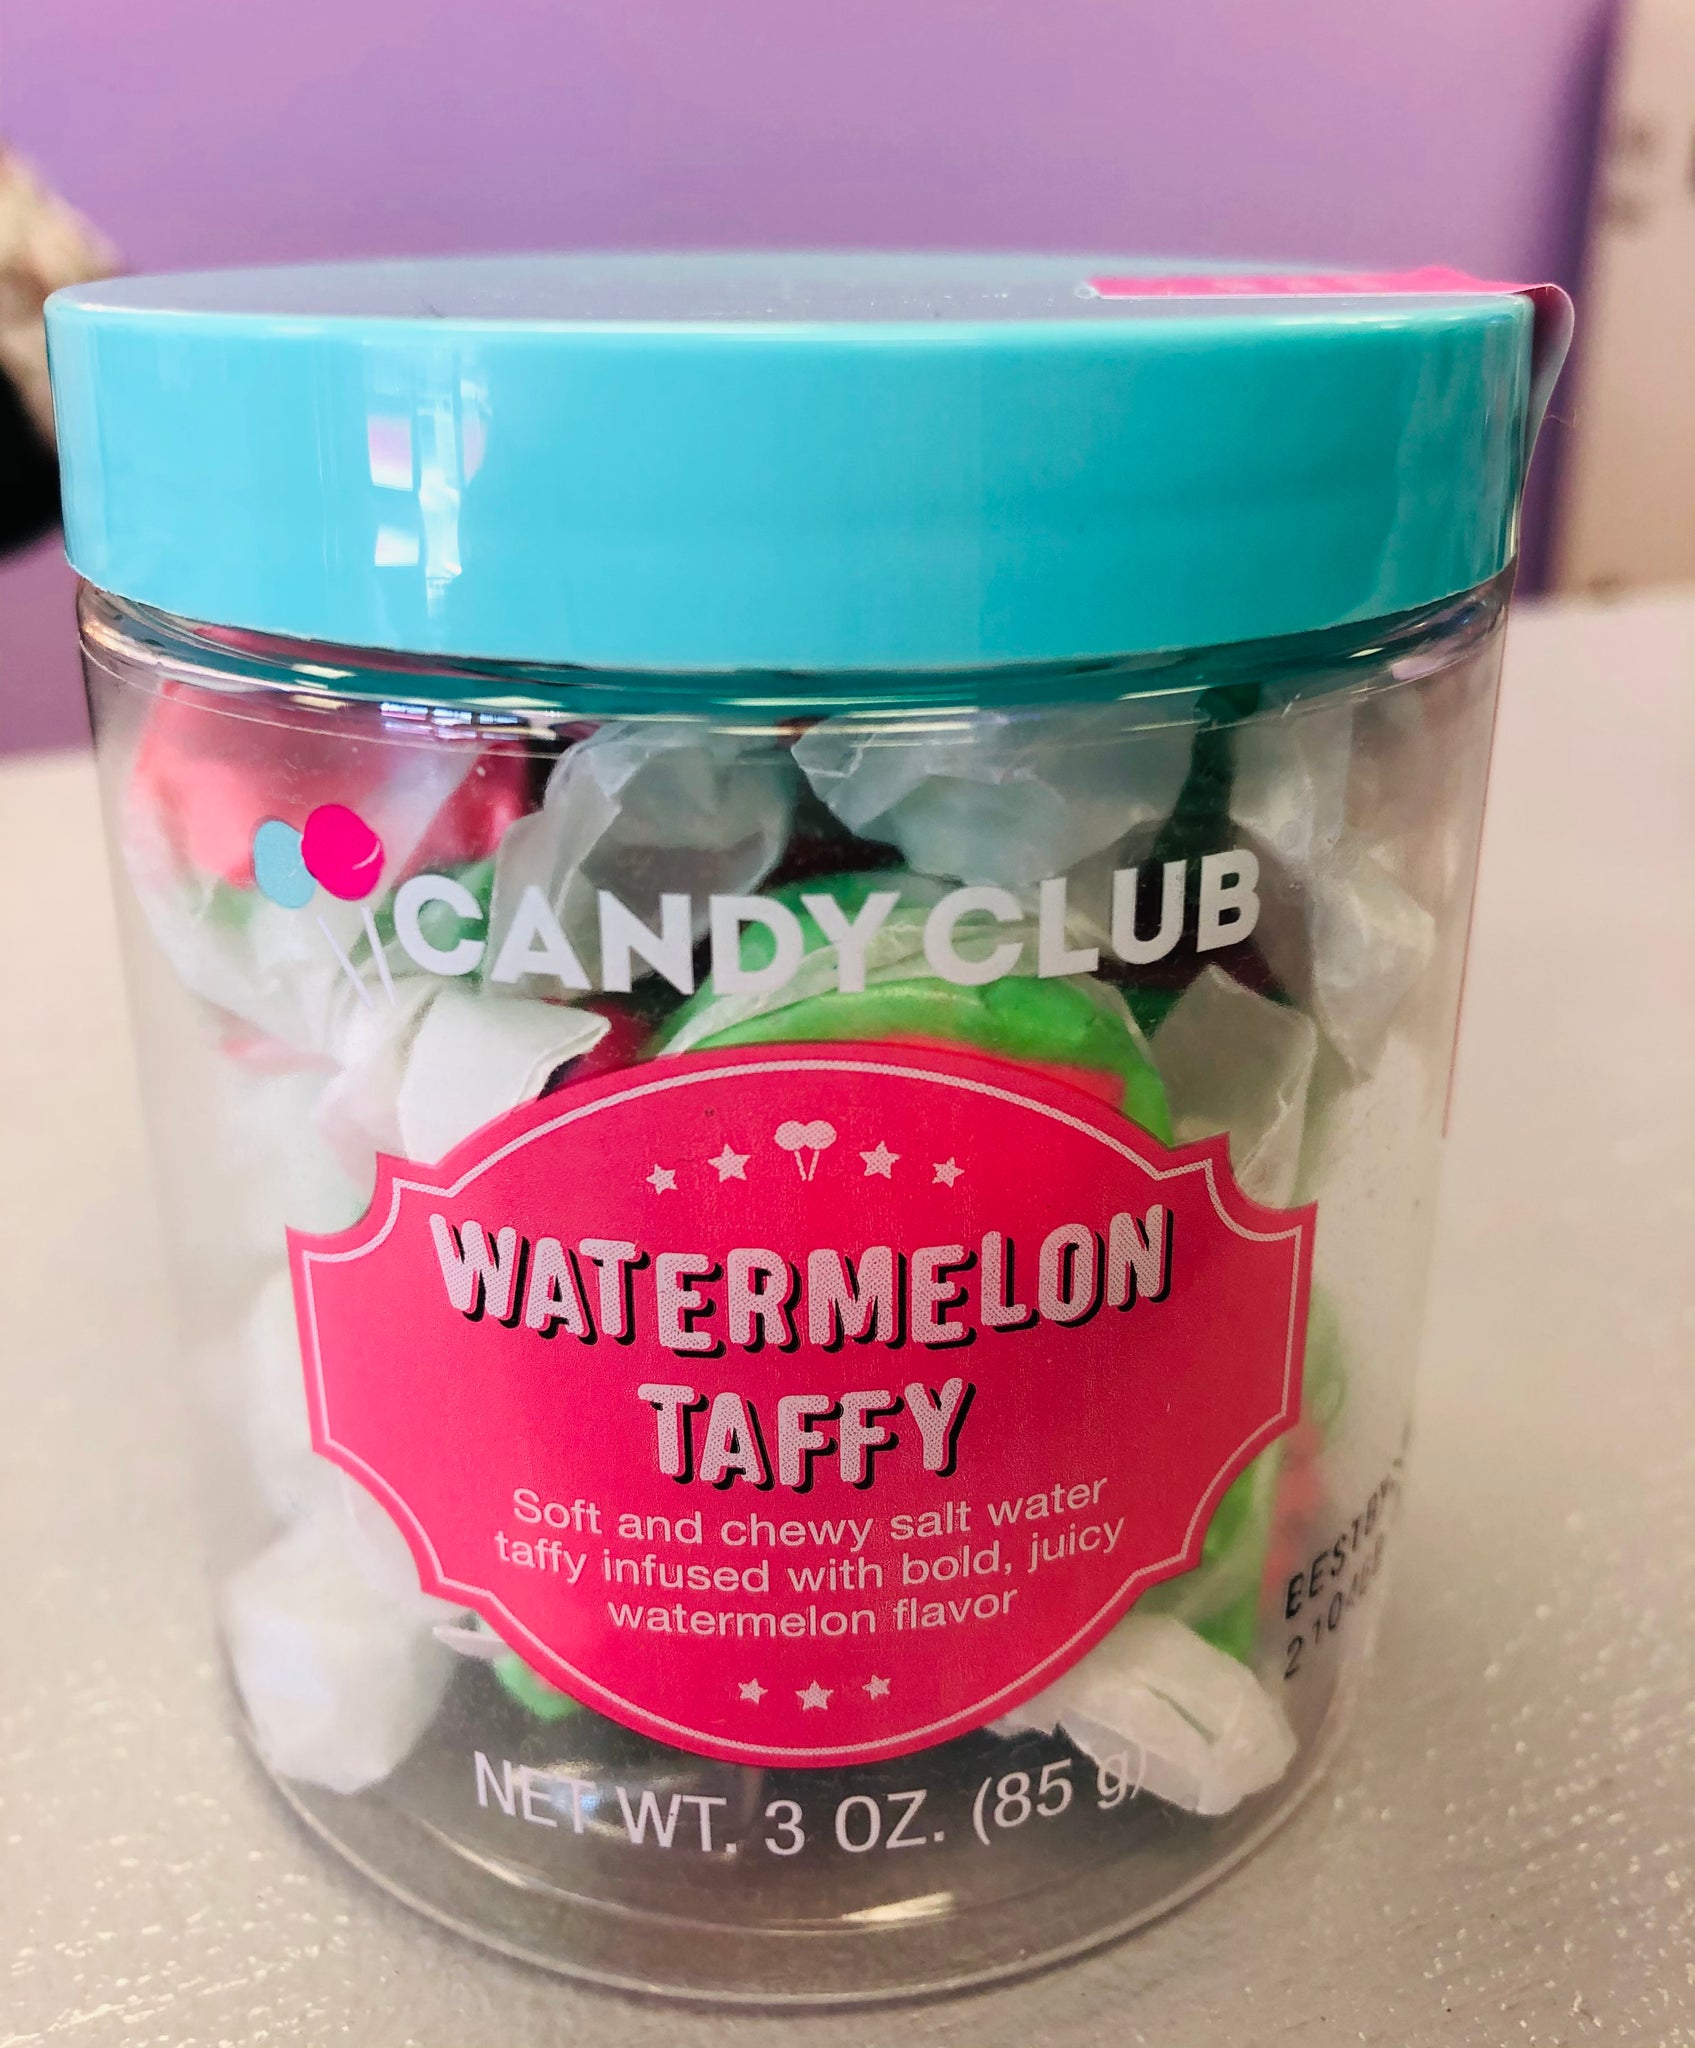 CANDY CLUB
WATERMELON
TAFFY
Soft and chewy salt water
taffy infused with bold, juicy
watermelon flavor
NET WT. 3 OZ. (85 g)